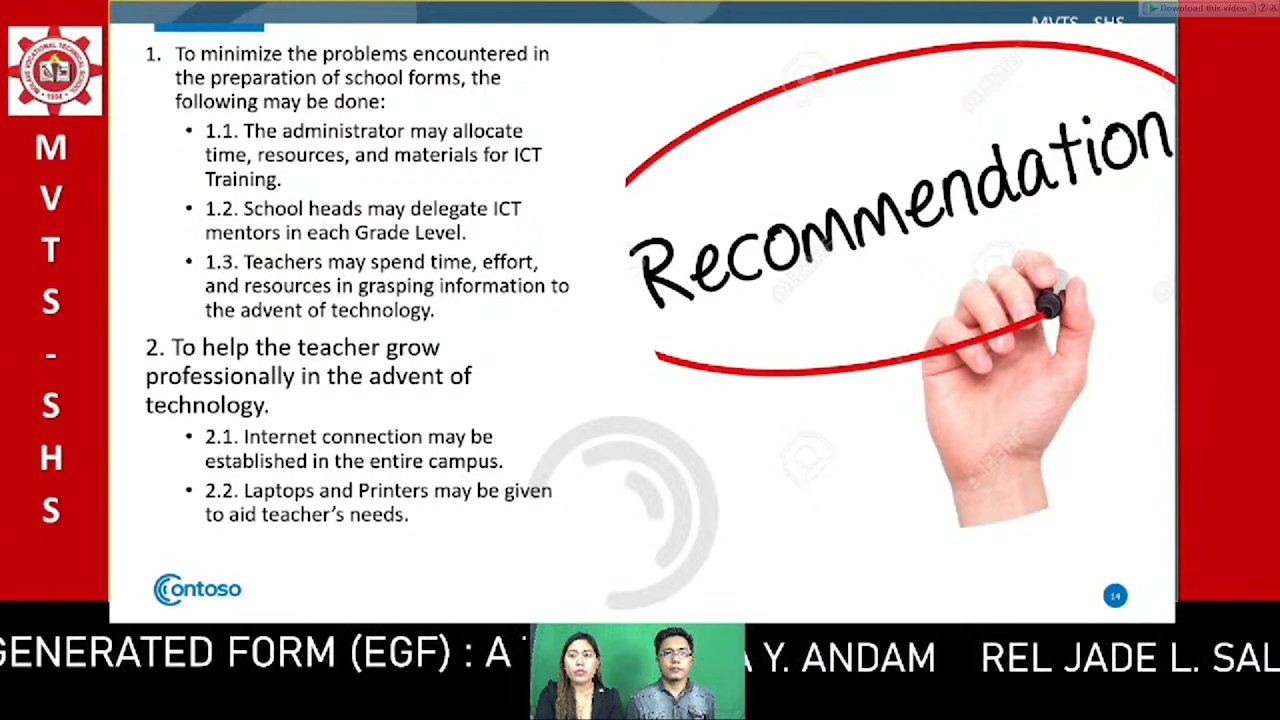 Download this video
MVTS - SHS
1. To minimize the problems encountered in
the preparation of school forms, the
following may be done:
• 1.1. The administrator may allocate
time, resources, and materials for ICT
Training.
• 1.2. School heads may delegate ICT
mentors in each Grade Level.
• 1.3. Teachers may spend time, effort,
and resources in grasping information to
the advent of technology.
2. To help the teacher grow
professionally in the advent of
technology.
• 2.1. Internet connection may be
established in the entire campus.
• 2.2. Laptops and Printers may be given
to aid teacher's needs.
Recommendation
Contoso
14
M
V
T
S
-
S
H
S
GENERATED FORM (EGF) : A
Y. ANDAM REL JADE L. SAL